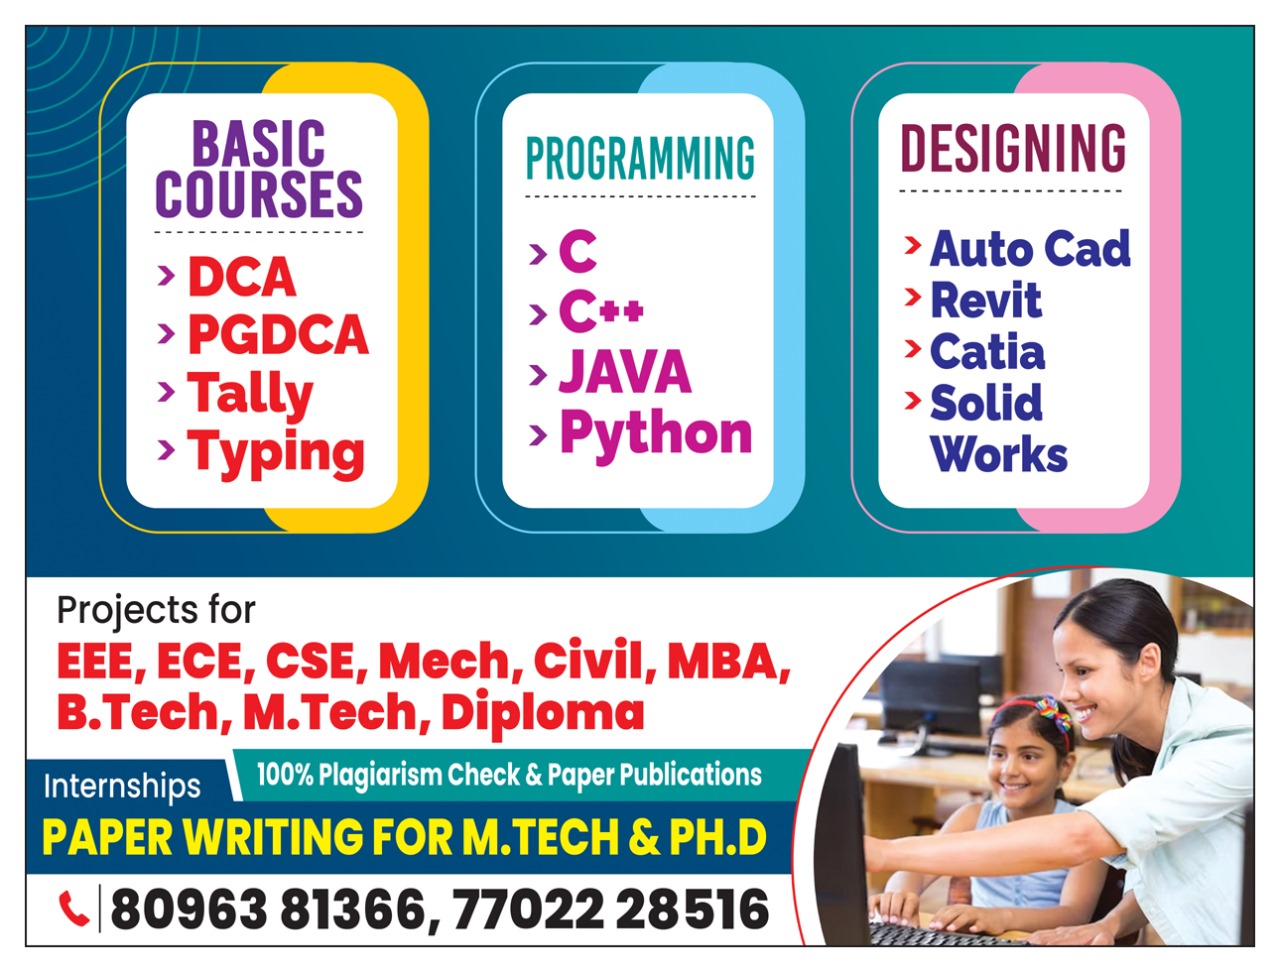 BASIC
COURSES
> DCA
> PGDCA
> Tally
> Typing
PROGRAMMING
> C
> C++
> JAVA
> Python
DESIGNING
> Auto Cad
> Revit
> Catia
> Solid
Works
Projects for
EEE, ECE, CSE, Mech, Civil, MBA,
B.Tech, M.Tech, Diploma
Internships
100% Plagiarism Check & Paper Publications
PAPER WRITING FOR M.TECH & PH.D
80963 81366, 77022 28516